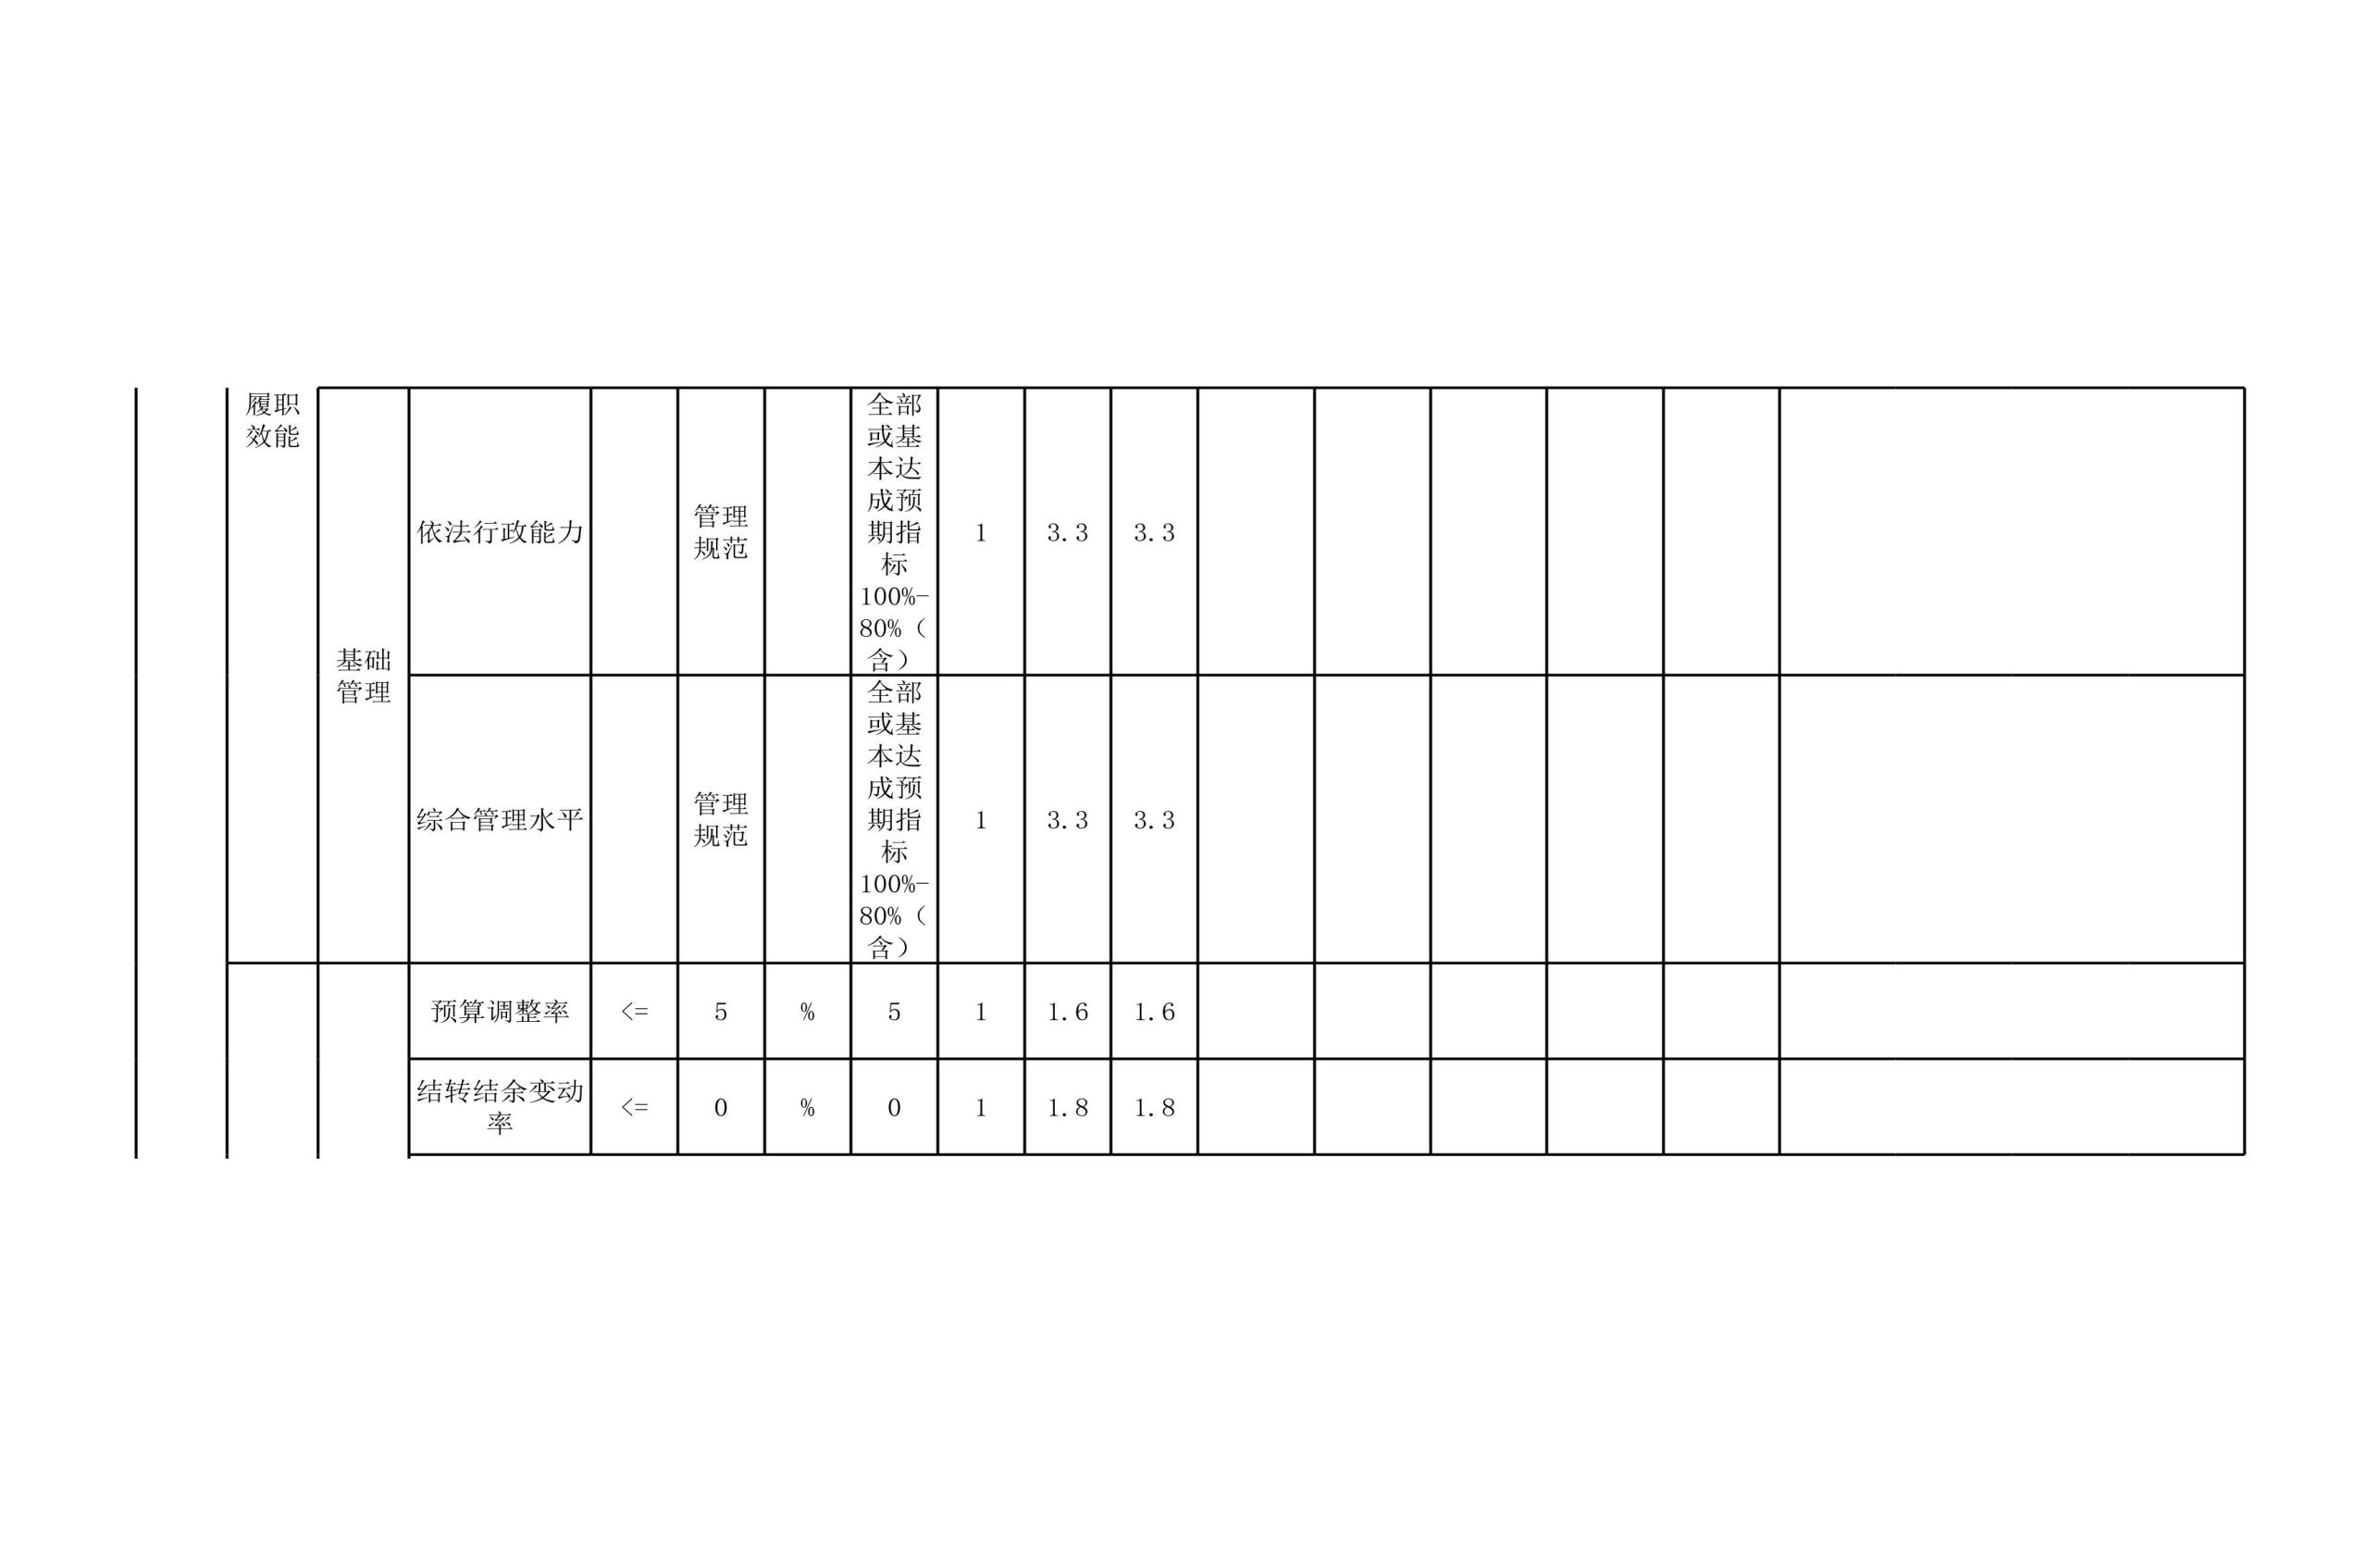 履职
效能
基础
管理
依法行政能力
管理
规范
全部
或基
本达
成预
期指
标
100%-
80%（
含）
1
3.3
3.3
综合管理水平
管理
规范
全部
或基
本达
成预
期指
标
100%-
80%（
含）
1
3.3
3.3
预算调整率
<=
5
%
5
1
1.6
1.6
结转结余变动
率
<=
0
%
0
1
1.8
1.8